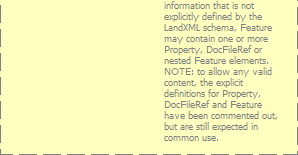 information that is not
explicitly defined by the
LandXML schema, Feature
may contain one or more
Property, DocFileRef or
nested Feature elements.
NOTE: to allow any valid
content, the explicit
definitions for Property,
DocFileRef and Feature
have been commented out,
but are still expected in
common use.